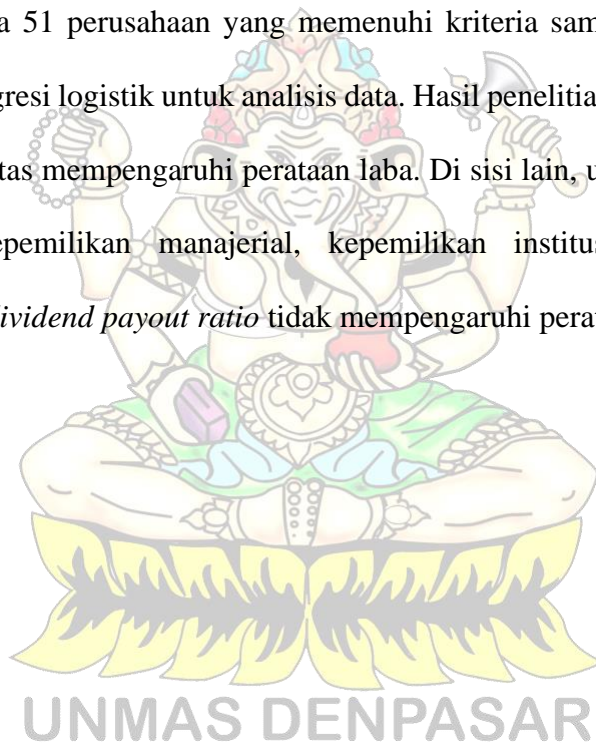 a 51 perusahaan yang memenuhi kriteria sam
gresi logistik untuk analisis data. Hasil penelitia
tas mempengaruhi perataan laba. Di sisi lain, u
epemilikan manajerial, kepemilikan institus
ividend payout ratio tidak mempengaruhi pera
UNMAS DENPASAR